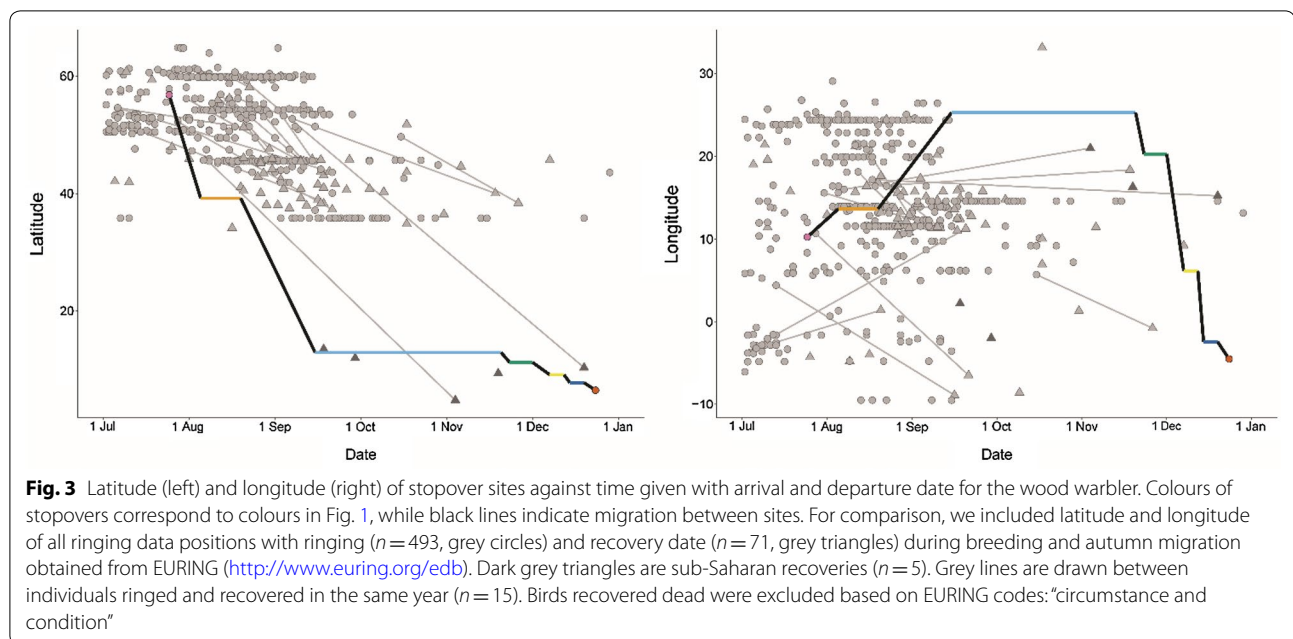 60
40
20
Latitude
1 Jul
1 Aug
1 Sep
1 Oct
1 Nov
1 Dec
1 Jan
Date
30
20
10
0
−10
Longitude
1 Jul
1 Aug
1 Sep
1 Oct
1 Nov
1 Dec
1 Jan
Date
Fig. 3 Latitude (left) and longitude (right) of stopover sites against time given with arrival and departure date for the wood warbler. Colours of
stopovers correspond to colours in Fig. 1, while black lines indicate migration between sites. For comparison, we included latitude and longitude
of all ringing data positions with ringing (n = 493, grey circles) and recovery date (n = 71, grey triangles) during breeding and autumn migration
obtained from EURING (http://www.euring.org/edb). Dark grey triangles are sub-Saharan recoveries (n = 5). Grey lines are drawn between
individuals ringed and recovered in the same year (n = 15). Birds recovered dead were excluded based on EURING codes: “circumstance and
condition”